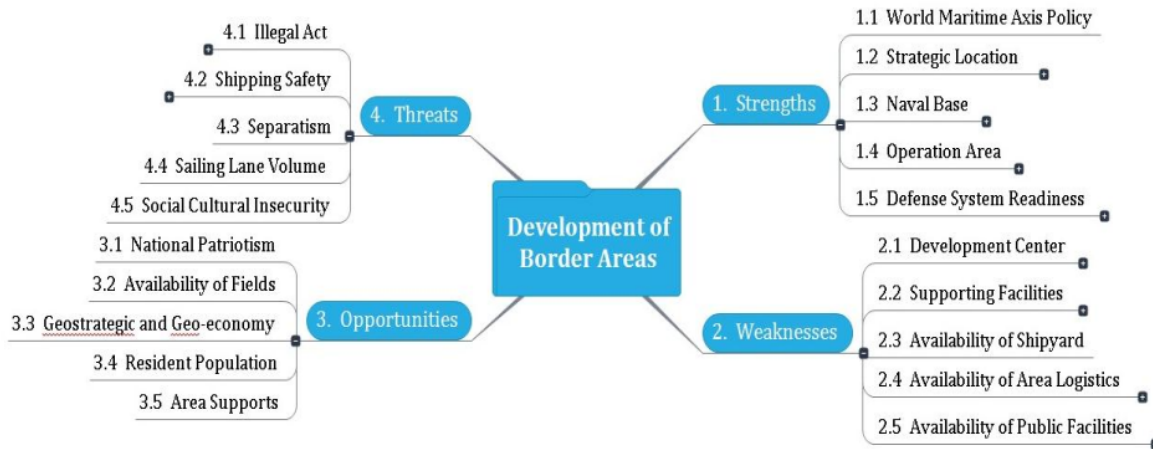 Development of
Border Areas
1. Strengths
1.1 World Maritime Axis Policy
1.2 Strategic Location
1.3 Naval Base
1.4 Operation Area
1.5 Defense System Readiness
2. Weaknesses
2.1 Development Center
2.2 Supporting Facilities
2.3 Availability of Shipyard
2.4 Availability of Area Logistics
2.5 Availability of Public Facilities
3. Opportunities
3.1 National Patriotism
3.2 Availability of Fields
3.3 Geostrategic and Geo-economy
3.4 Resident Population
3.5 Area Supports
4. Threats
4.1 Illegal Act
4.2 Shipping Safety
4.3 Separatism
4.4 Sailing Lane Volume
4.5 Social Cultural Insecurity